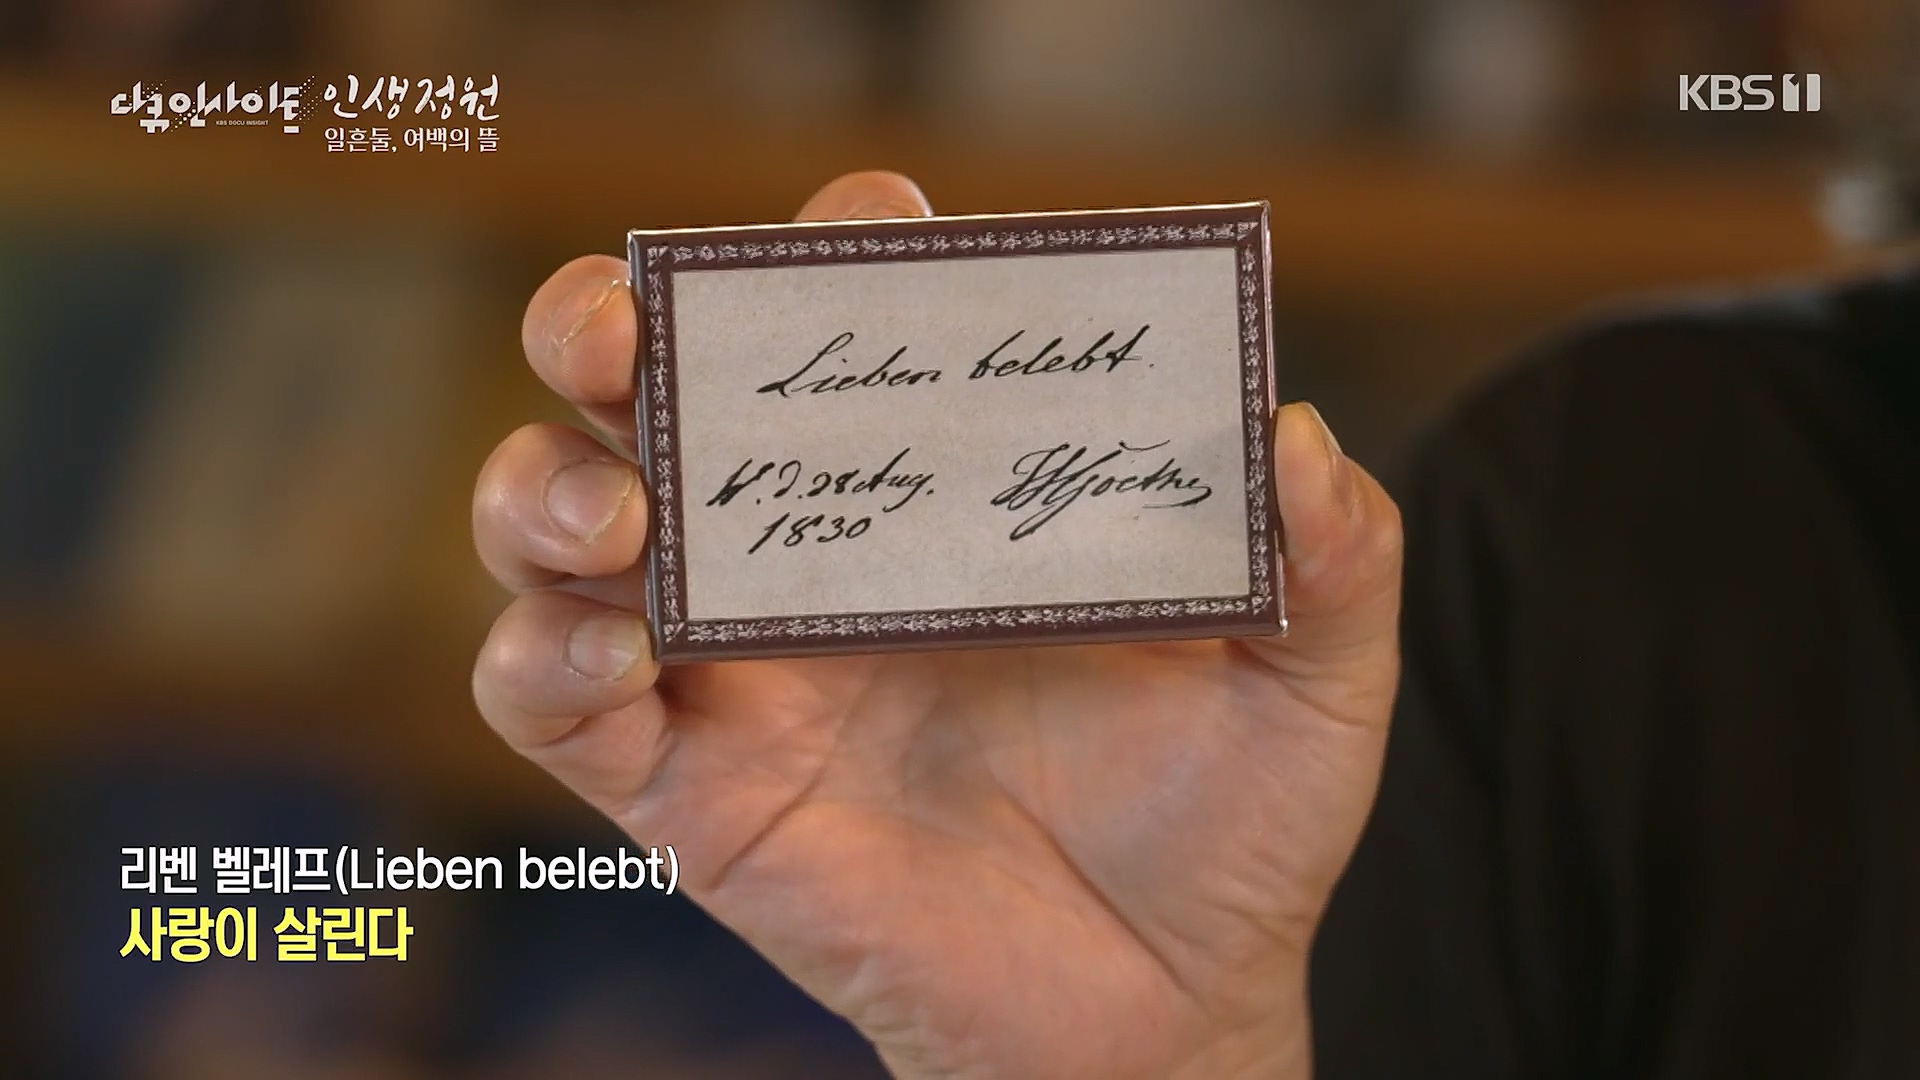 다큐 인사이트
KBS DOCU INSIGHT
인생정원
일흔둘, 여백의 뜰
KBS 1
Lieben belebt.
W. d. 28 Aug.
1830
JWGoethe
리벤 벨레프(Lieben belebt)
사랑이 살린다